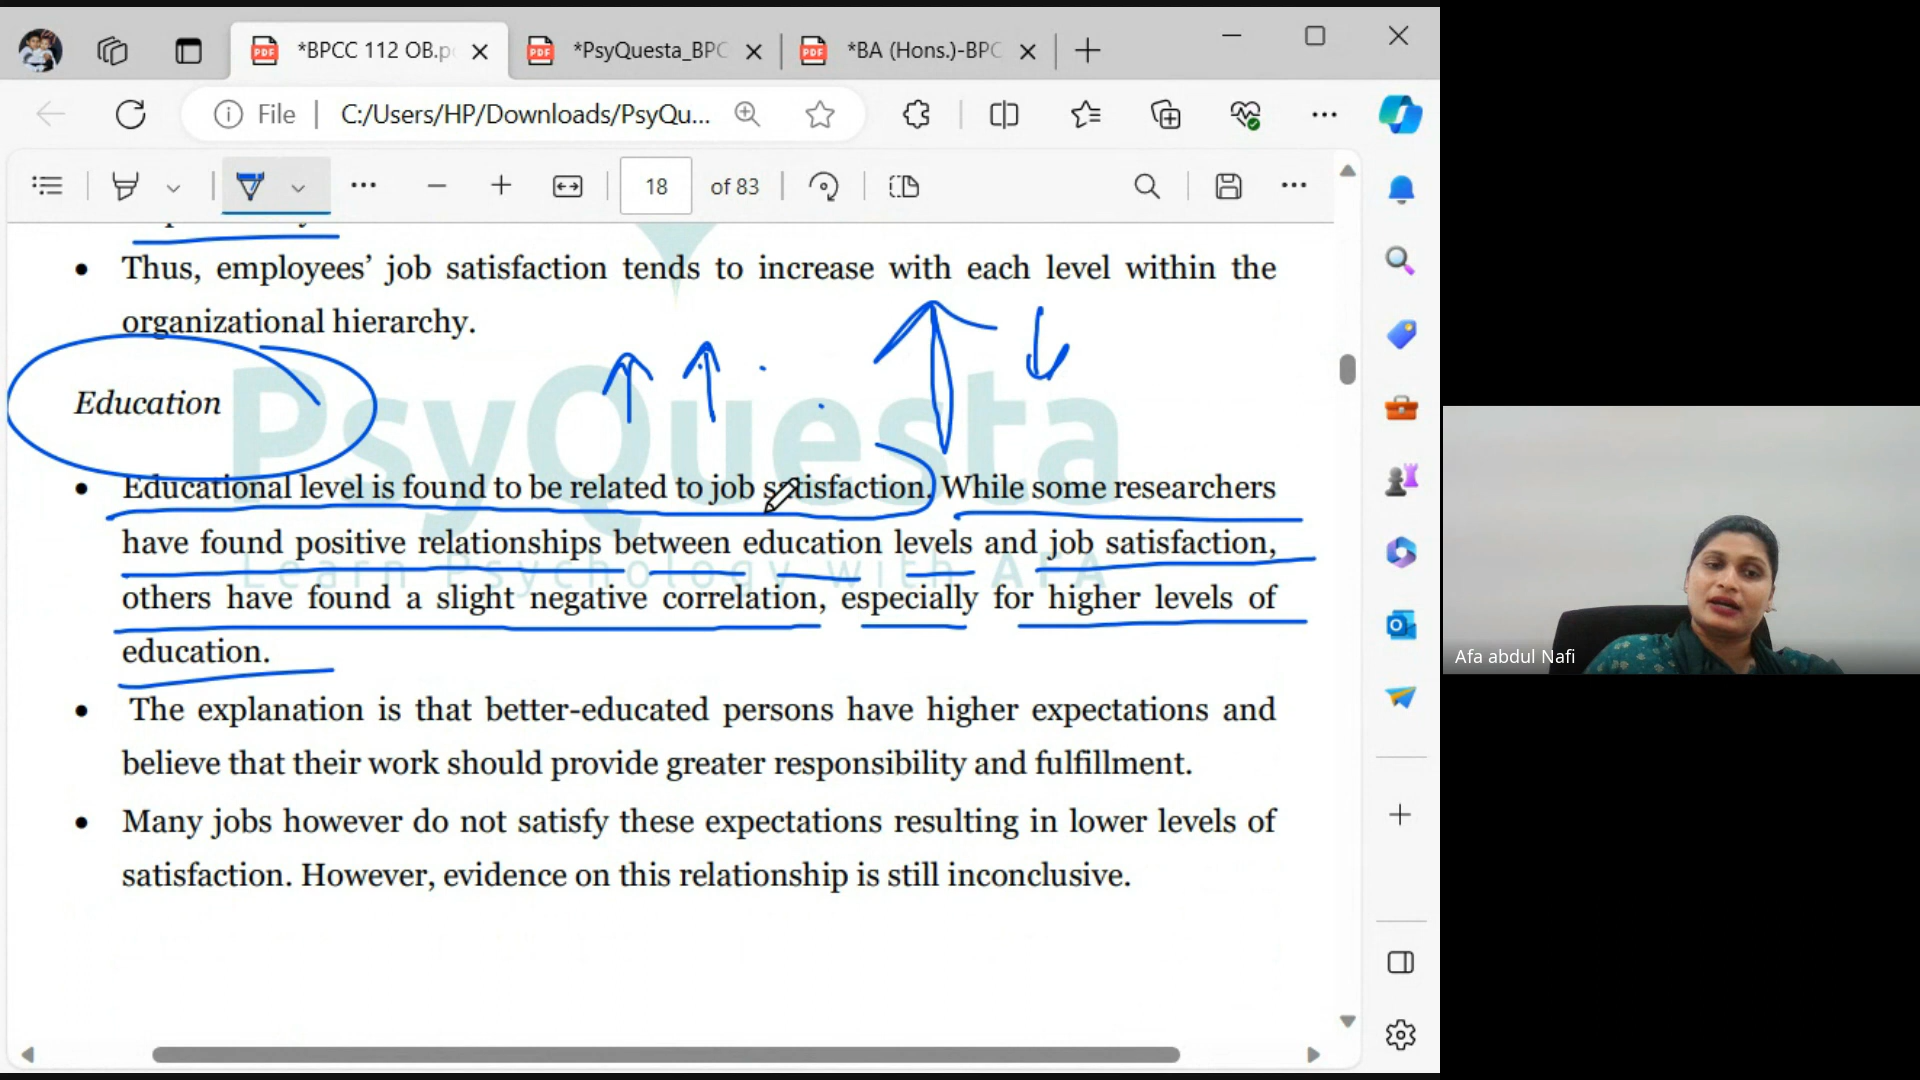 *BPCC 112 OB.p
*PsyQuesta_BPC
*BA (Hons.)-BPC
File
C:/Users/HP/Downloads/PsyQu...
18 of 83
Thus, employees’ job satisfaction tends to increase with each level within the
organizational hierarchy.
Education
PsyQuesta
Learn Psychology with AFA
Educational level is found to be related to job satisfaction. While some researchers
have found positive relationships between education levels and job satisfaction,
others have found a slight negative correlation, especially for higher levels of
education.
The explanation is that better-educated persons have higher expectations and
believe that their work should provide greater responsibility and fulfillment.
Many jobs however do not satisfy these expectations resulting in lower levels of
satisfaction. However, evidence on this relationship is still inconclusive.
Afa abdul Nafi